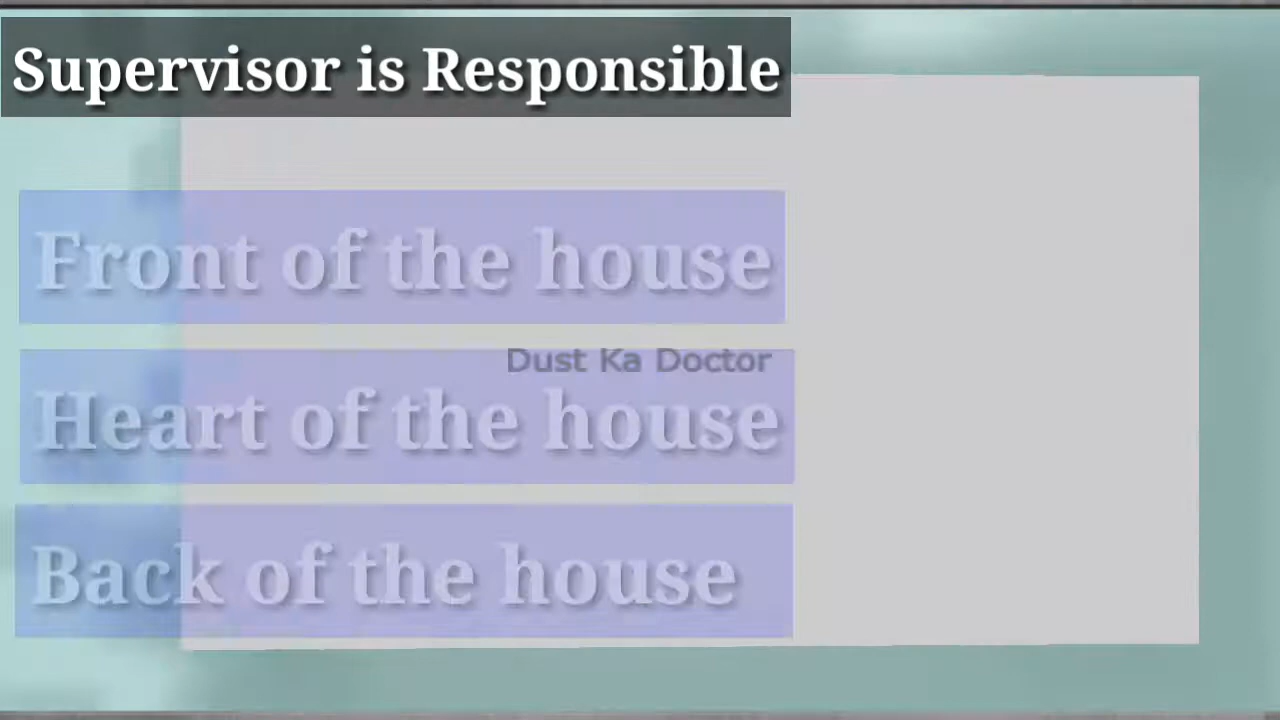 Supervisor is Responsible
Front of the house
Dust Ka Doctor
Heart of the house
Back of the house